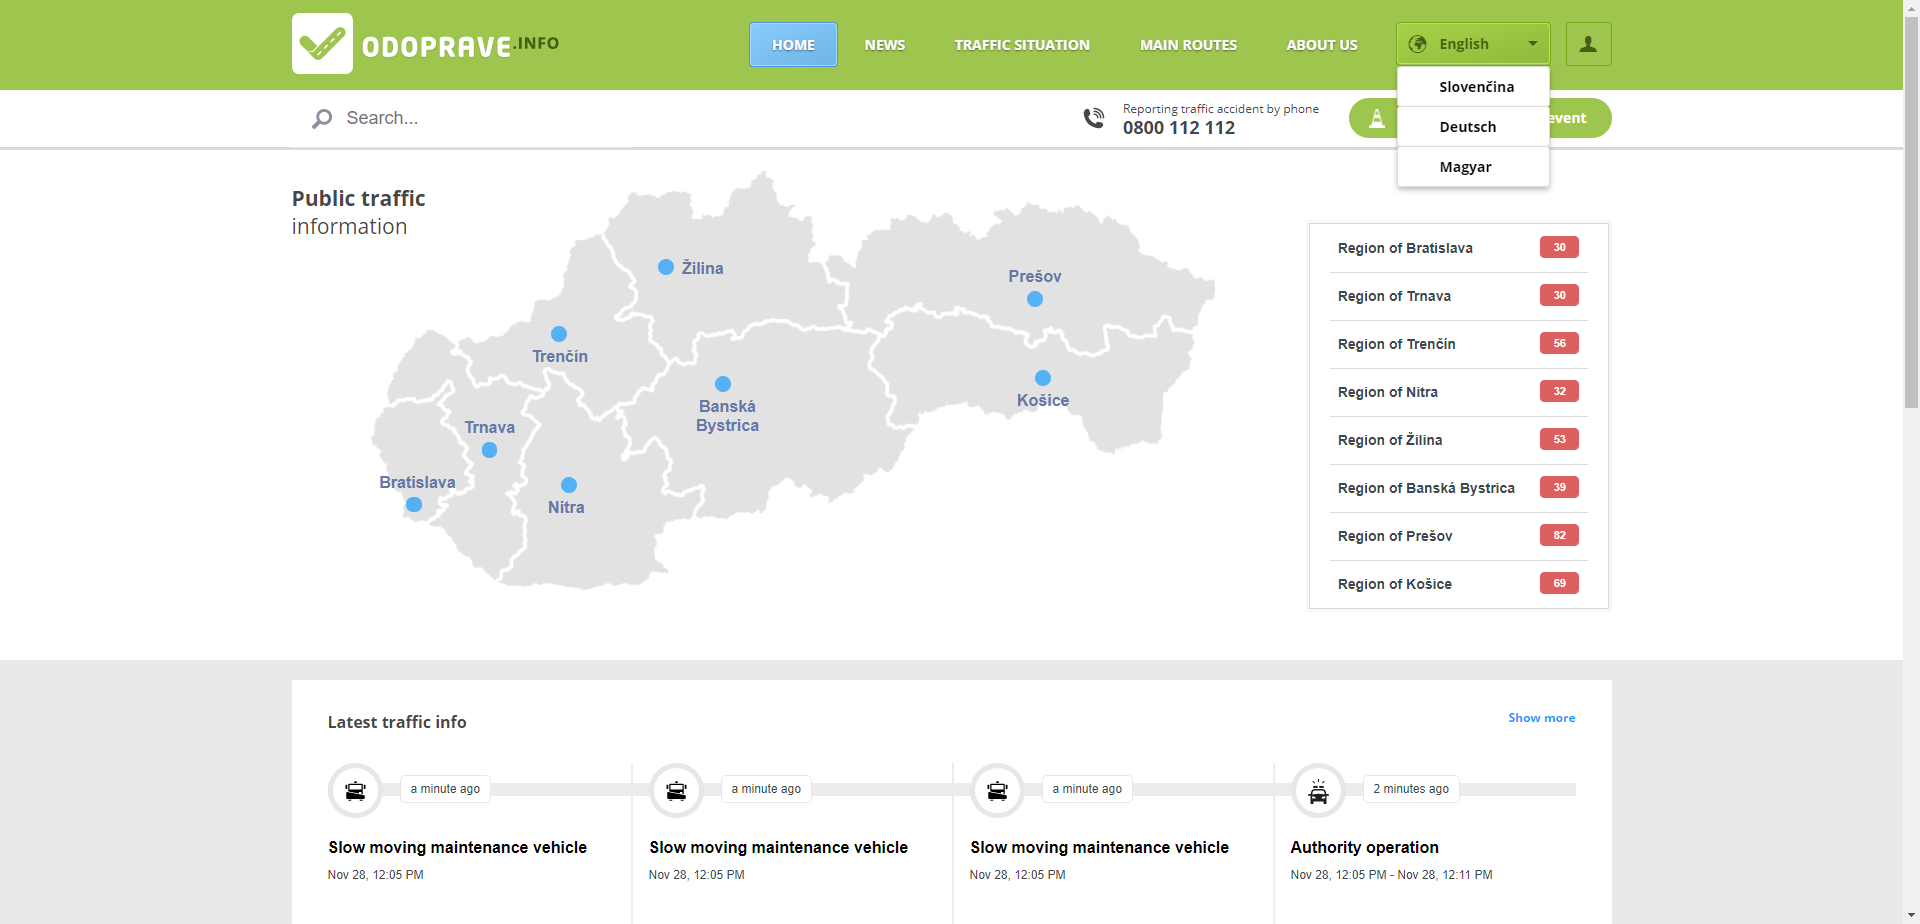 ODOPRAVE.INFO
HOME
NEWS
TRAFFIC SITUATION
MAIN ROUTES
ABOUT US
English
Slovenčina
Deutsch
Magyar
Search...
Reporting traffic accident by phone
0800 112 112
event
Public traffic
information
Žilina
Prešov
Trenčín
Banská
Bystrica
Košice
Trnava
Bratislava
Nitra
Region of Bratislava 30
Region of Trnava 30
Region of Trenčín 56
Region of Nitra 32
Region of Žilina 53
Region of Banská Bystrica 39
Region of Prešov 82
Region of Košice 69
Latest traffic info
Show more
a minute ago
Slow moving maintenance vehicle
Nov 28, 12:05 PM
a minute ago
Slow moving maintenance vehicle
Nov 28, 12:05 PM
a minute ago
Slow moving maintenance vehicle
Nov 28, 12:05 PM
2 minutes ago
Authority operation
Nov 28, 12:05 PM - Nov 28, 12:11 PM